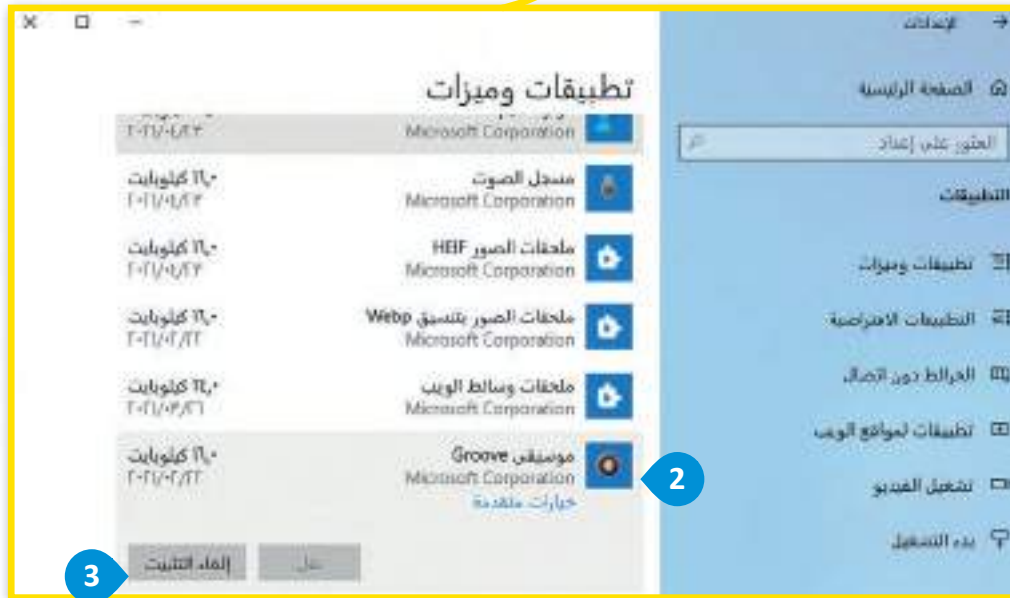 الإعدادات
الصفحة الرئيسية
العثور على إعداد
التطبيقات
تطبيقات وميزات
التطبيقات الافتراضية
الخرائط دون اتصال
تطبيقات لمواقع الويب
تشغيل الفيديو
بدء التشغيل
تطبيقات وميزات
Microsoft Corporation
مسجل الصوت
١٦,٠ كيلوبايت
Microsoft Corporation
ملحقات الصور HEIF
١٦,٠ كيلوبايت
Microsoft Corporation
ملحقات الصور بتنسيق Webp
١٦,٠ كيلوبايت
Microsoft Corporation
ملحقات وسائط الويب
كيلوبايت
Microsoft Corporation
موسيقى Groove
١٦,٠ كيلوبايت
Microsoft Corporation
خيارات متقدمة
2
نقل
إلغاء التثبيت
3